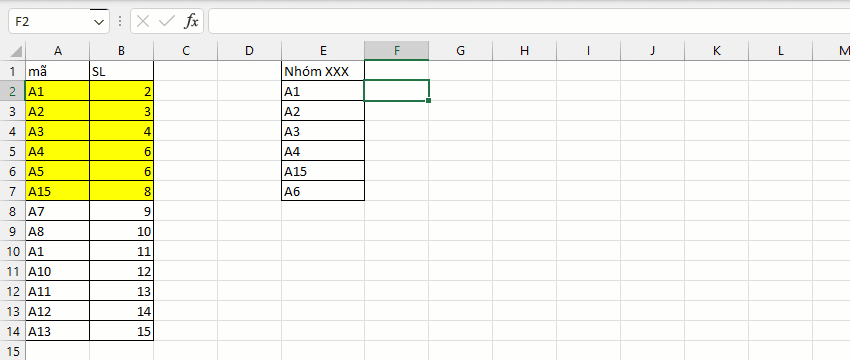 F2 fx
A B C D E F G H I J K L M
1 mã SL Nhóm XXX
2 A1 2 A1
3 A2 3 A2
4 A3 4 A3
5 A4 6 A4
6 A5 6 A15
7 A15 8 A6
8 A7 9
9 A8 10
10 A1 11
11 A10 12
12 A11 13
13 A12 14
14 A13 15
15